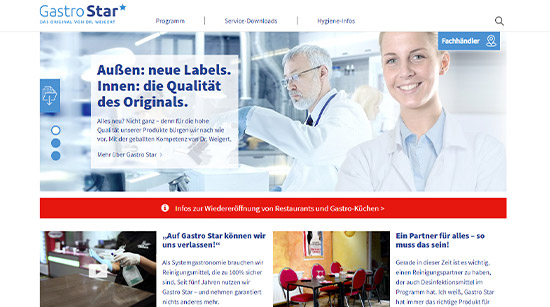 Gastro Star
DAS ORIGINAL VON DR. WEIGERT
Programm
Service-Downloads
Hygiene-Infos
Fachhändler
Außen: neue Labels.
Innen: die Qualität
des Originals.
Alles neu? Nicht ganz – denn für die hohe
Qualität unserer Produkte bürgen wir nach wie
vor. Mit der geballten Kompetenz von Dr. Weigert.
Mehr über Gastro Star >
Infos zur Wiedereröffnung von Restaurants und Gastro-Küchen >
„Auf Gastro Star können wir
uns verlassen!“
Als Systemgastronomie brauchen wir
Reinigungsmittel, die zu 100% sicher
sind. Seit fünf Jahren nutzen wir
Gastro Star – und nehmen garantiert
nichts anderes mehr.
Ein Partner für alles – so
muss das sein!
Gerade in dieser Zeit ist es wichtig,
einen Reinigungspartner zu haben,
der auch Desinfektionsmittel im
Programm hat. Ich weiß, Gastro Star
hat immer das richtige Produkt für